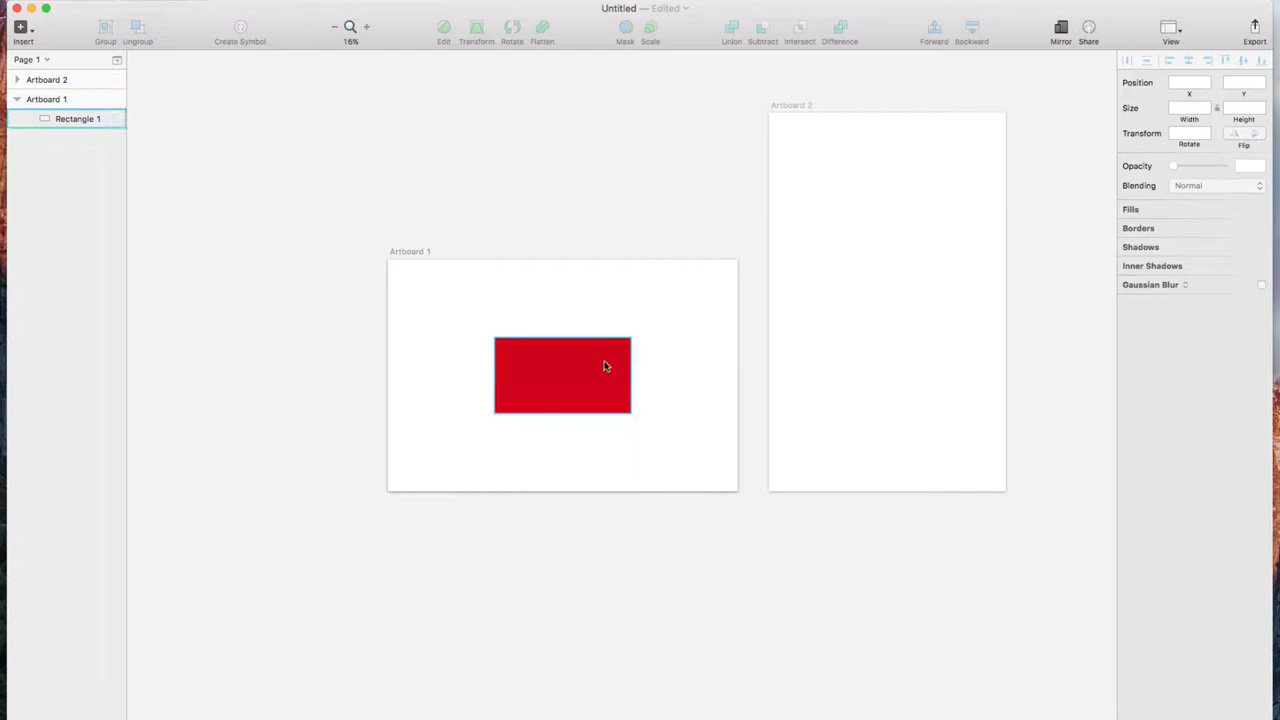 Untitled — Edited
Insert
Group
Ungroup
Create Symbol
16%
Edit
Transform
Rotate
Flatten
Mask
Scale
Union
Subtract
Intersect
Difference
Forward
Backward
Mirror
Share
View
Export
Page 1
Artboard 2
Artboard 1
Rectangle 1
Artboard 1
Artboard 2
Position
X
Y
Size
Width
Height
Transform
Rotate
Flip
Opacity
Blending
Normal
Fills
Borders
Shadows
Inner Shadows
Gaussian Blur